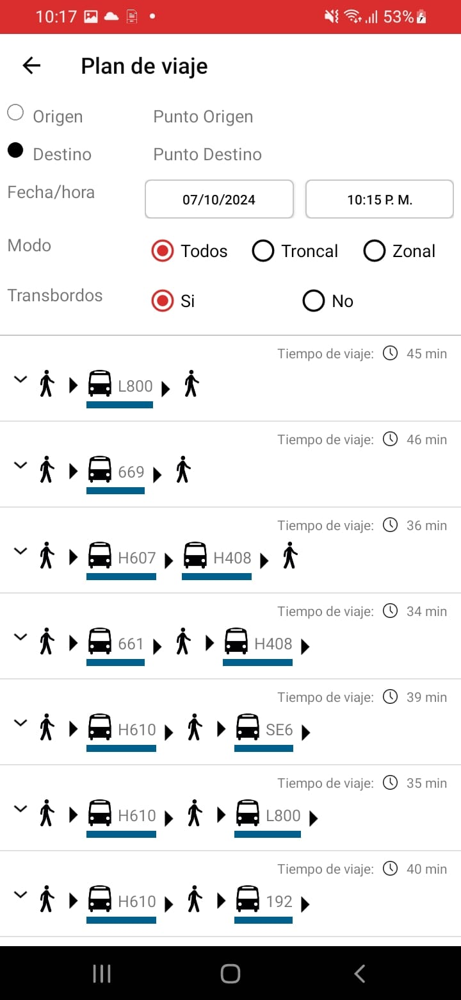 10:17 53%
Plan de viaje
Origen Punto Origen
Destino Punto Destino
Fecha/hora 07/10/2024 10:15 P. M.
Modo Todos Troncal Zonal
Transbordos Si No
Tiempo de viaje: 45 min
L800
Tiempo de viaje: 46 min
669
Tiempo de viaje: 36 min
H607 H408
Tiempo de viaje: 34 min
661 H408
Tiempo de viaje: 39 min
H610 SE6
Tiempo de viaje: 35 min
H610 L800
Tiempo de viaje: 40 min
H610 192